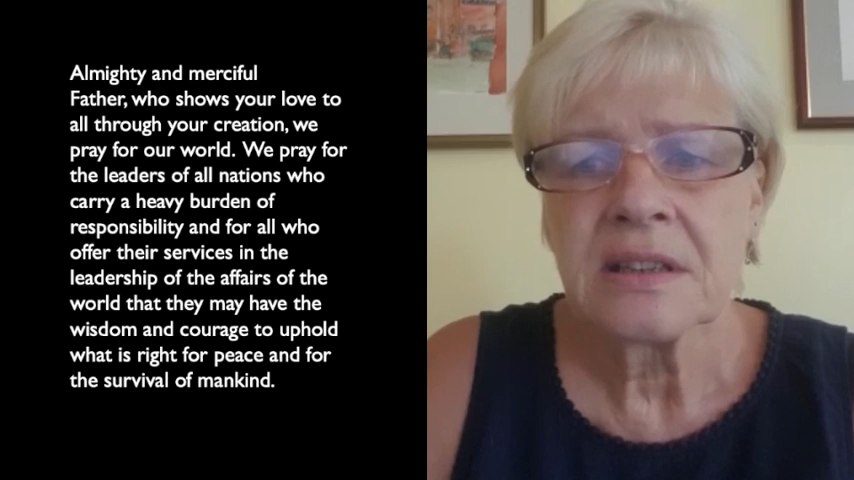 Almighty and merciful
Father, who shows your love to
all through your creation, we
pray for our world.  We pray for
the leaders of all nations who
carry a heavy burden of
responsibility and for all who
offer their services in the
leadership of the affairs of the
world that they may have the
wisdom and courage to uphold
what is right for peace and for
the survival of mankind.